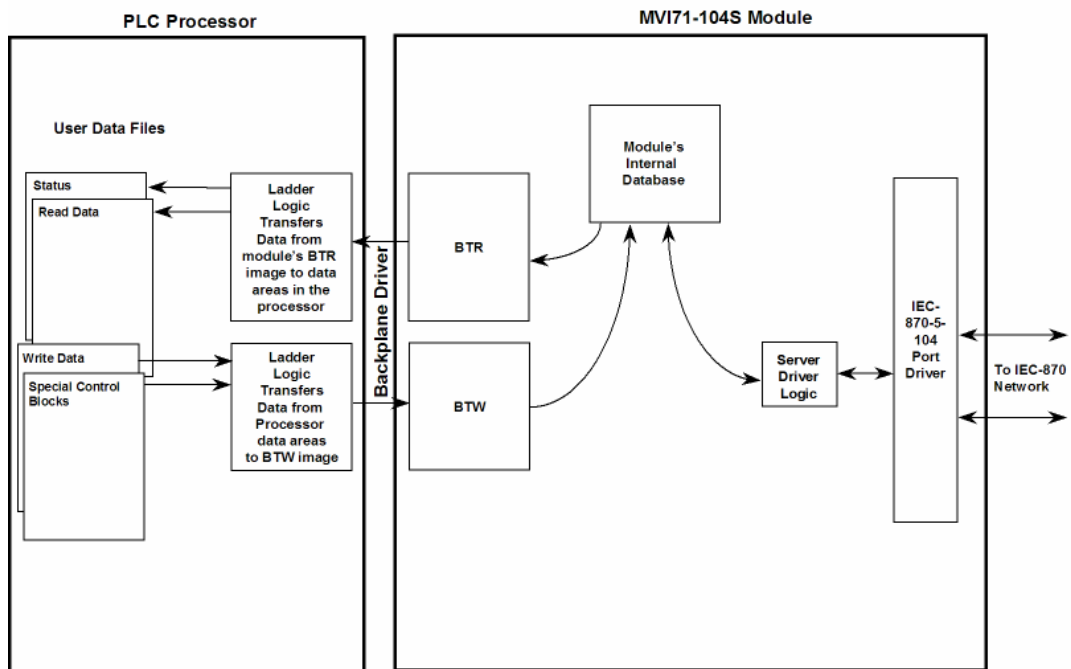 PLC Processor
MVI71-104S Module
User Data Files
Status
Read Data
Ladder
Logic
Transfers
Data from
module's BTR
image to data
areas in the
processor
Write Data
Special Control
Blocks
Ladder
Logic
Transfers
Data from
Processor
data areas
to BTW image
Backplane Driver
BTR
BTW
Module's
Internal
Database
Server
Driver
Logic
IEC-
870-5-
104
Port
Driver
To IEC-870
Network